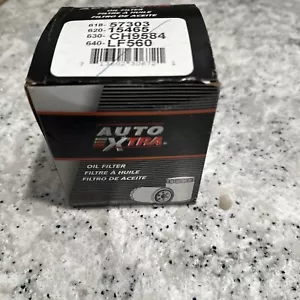 OIL FILTER
FILTRE A HUILE
FILTRO DE ACEITE
618- 57303
620- 15465
630- CH9584
640- LF560
AUTO
EXTRA
OIL FILTER
FILTRE À HUILE
FILTRO DE ACEITE